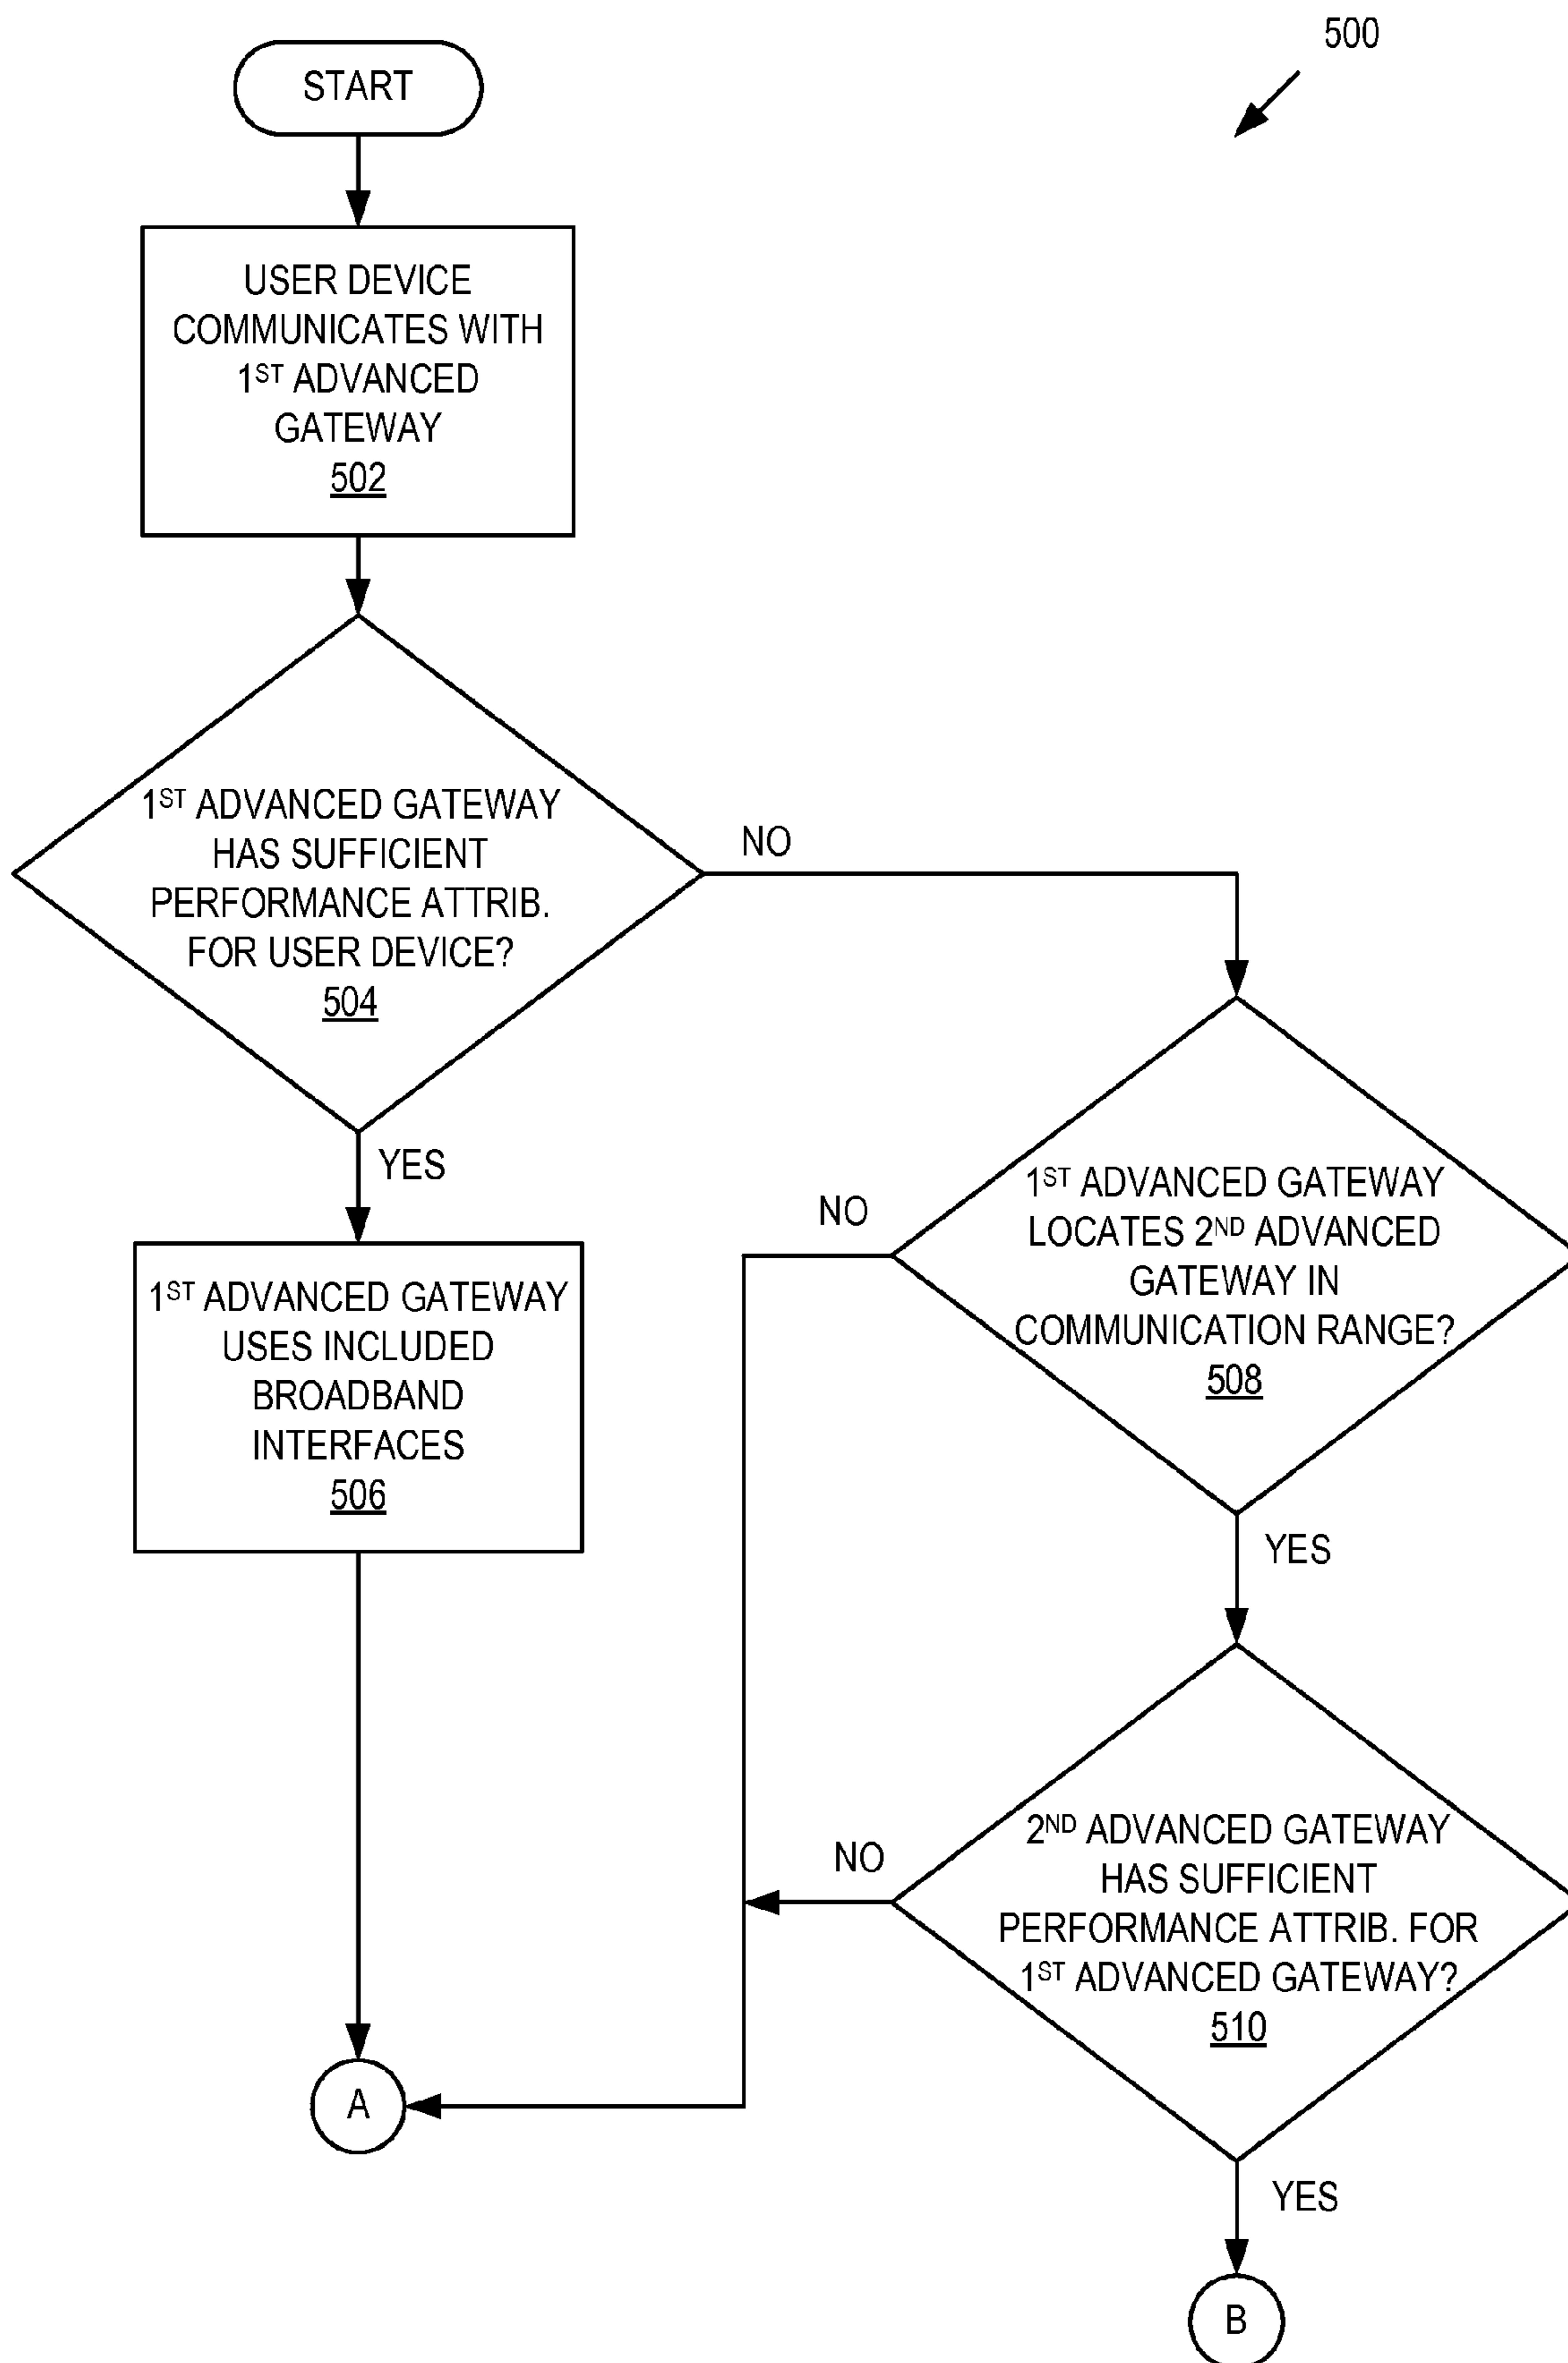 500
START
USER DEVICE
COMMUNICATES WITH
1ST ADVANCED
GATEWAY
502
1ST ADVANCED GATEWAY
HAS SUFFICIENT
PERFORMANCE ATTRIB.
FOR USER DEVICE?
504
NO
YES
1ST ADVANCED GATEWAY
USES INCLUDED
BROADBAND
INTERFACES
506
1ST ADVANCED GATEWAY
LOCATES 2ND ADVANCED
GATEWAY IN
COMMUNICATION RANGE?
508
NO
YES
2ND ADVANCED GATEWAY
HAS SUFFICIENT
PERFORMANCE ATTRIB. FOR
1ST ADVANCED GATEWAY?
510
NO
YES
A
B